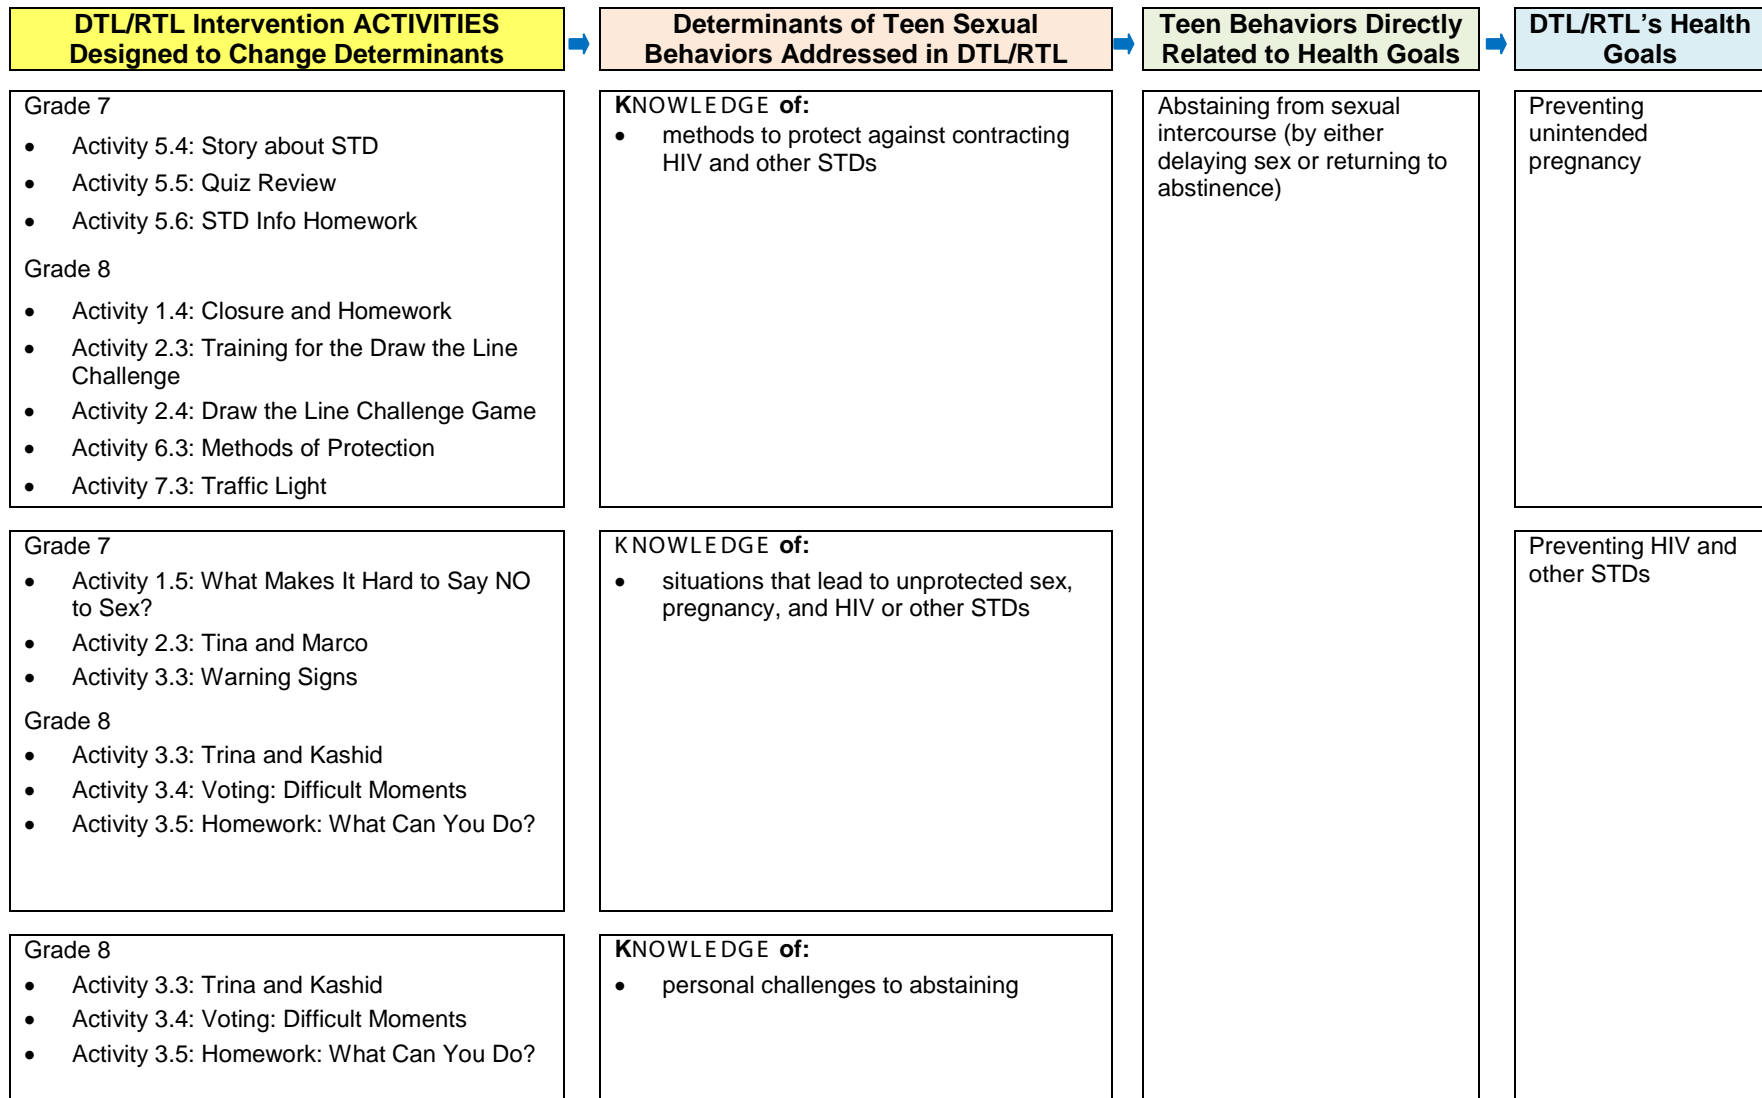 DTL/RTL Intervention ACTIVITIES
Designed to Change Determinants
Determinants of Teen Sexual
Behaviors Addressed in DTL/RTL
Teen Behaviors Directly
Related to Health Goals
DTL/RTL’s Health
Goals
Grade 7
• Activity 5.4: Story about STD
• Activity 5.5: Quiz Review
• Activity 5.6: STD Info Homework
Grade 8
• Activity 1.4: Closure and Homework
• Activity 2.3: Training for the Draw the Line
Challenge
• Activity 2.4: Draw the Line Challenge Game
• Activity 6.3: Methods of Protection
• Activity 7.3: Traffic Light
KNOWLEDGE of:
• methods to protect against contracting
HIV and other STDs
Abstaining from sexual
intercourse (by either
delaying sex or returning to
abstinence)
Preventing
unintended
pregnancy
Grade 7
• Activity 1.5: What Makes It Hard to Say NO
to Sex?
• Activity 2.3: Tina and Marco
• Activity 3.3: Warning Signs
Grade 8
• Activity 3.3: Trina and Kashid
• Activity 3.4: Voting: Difficult Moments
• Activity 3.5: Homework: What Can You Do?
KNOWLEDGE of:
• situations that lead to unprotected sex,
pregnancy, and HIV or other STDs
Preventing HIV and
other STDs
Grade 8
• Activity 3.3: Trina and Kashid
• Activity 3.4: Voting: Difficult Moments
• Activity 3.5: Homework: What Can You Do?
KNOWLEDGE of:
• personal challenges to abstaining